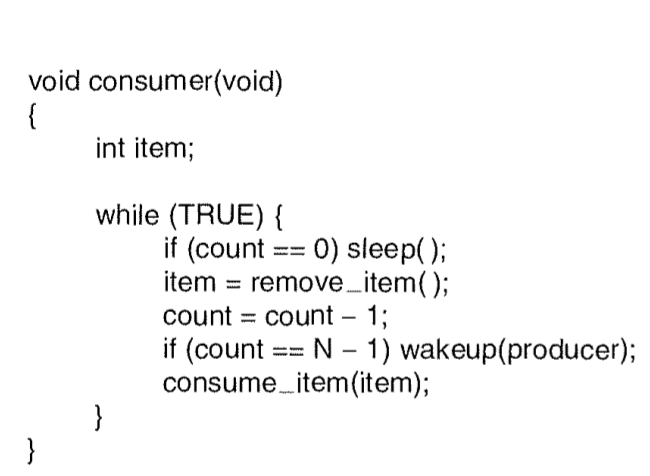 void consumer(void)
{
int item;
while (TRUE) {
if (count == 0) sleep( );
item = remove_item( );
count = count – 1;
if (count == N – 1) wakeup(producer);
consume_item(item);
}
}